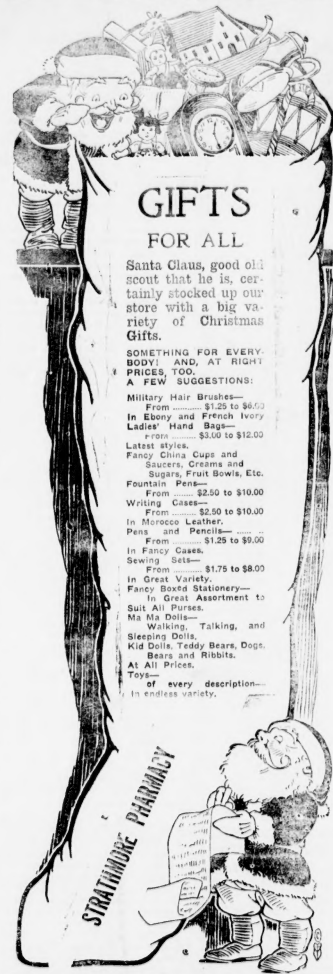 GIFTS
FOR ALL
Santa Claus, good old
scout that he is, cer-
tainly stocked up our
store with a big va-
riety of Christmas
Gifts.
SOMETHING FOR EVERY-
BODY! AND, AT RIGHT
PRICES, TOO.
A FEW SUGGESTIONS:
Military Hair Brushes—
From ........... $1.25 to $6.00
In Ebony and French Ivory
Ladies' Hand Bags—
From ........... $3.00 to $12.00
Latest styles.
Fancy China Cups and
Saucers, Creams and
Sugars, Fruit Bowls, Etc.
Fountain Pens—
From ........ $2.50 to $10.00
Writing Cases—
From ........ $2.50 to $10.00
In Morocco Leather.
Pens and Pencils— ........ ..
From ........... $1.25 to $9.00
In Fancy Cases.
Sewing Sets—
From ......... $1.75 to $8.00
In Great Variety.
Fancy Boxed Stationery—
In Great Assortment to
Suit All Purses.
Ma Ma Dolls—
Walking, Talking, and
Sleeping Dolls.
Kid Dolls, Teddy Bears, Dogs.
Bears and Ribbits.
At All Prices.
Toys—
of every description—
In endless variety.
STRATHMORE PHARMACY